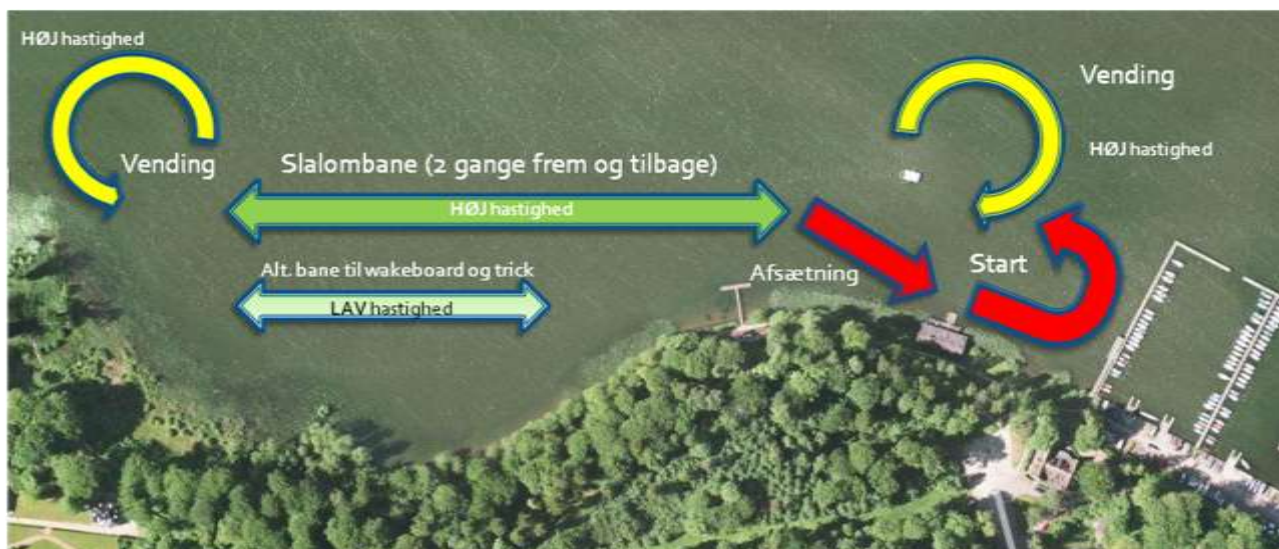 HØJ hastighed
Vending
Vending
Slalombane (2 gange frem og tilbage)
HØJ hastighed
HØJ hastighed
Afsætning
Start
Alt. bane til wakeboard og trick
LAV hastighed